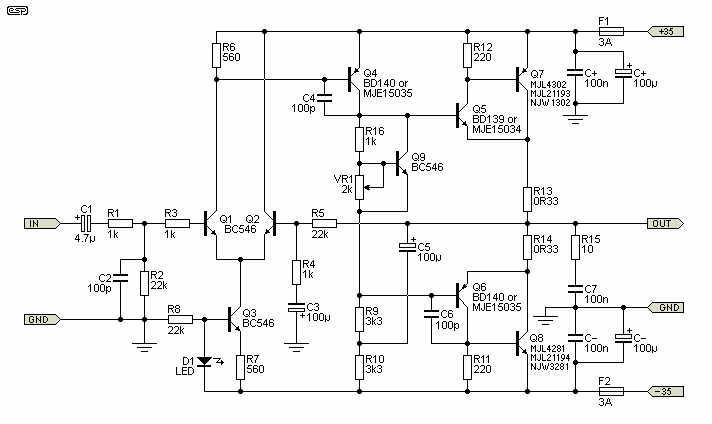 esp
F1
3A
+35
R6
560
R12
220
Q4
BD140 or
MJE15035
Q7
MJL4302
MJL21193
NJW1302
C+
100n
C+
100µ
C4
100p
Q5
BD139 or
MJE15034
R16
1k
Q9
BC546
VR1
2k
R13
0R33
IN
C1
4.7µ
R1
1k
R3
1k
Q1
Q2
BC546
R5
22k
OUT
R14
0R33
R15
10
C5
100µ
R4
1k
C2
100p
R2
22k
Q6
BD140 or
MJE15035
C7
100n
GND
GND
R8
22k
Q3
BC546
C3
100µ
R9
3k3
C6
100p
Q8
MJL4281
MJL21194
NJW3281
C-
100n
C-
100µ
D1
LED
R7
560
R10
3k3
R11
220
F2
3A
-35